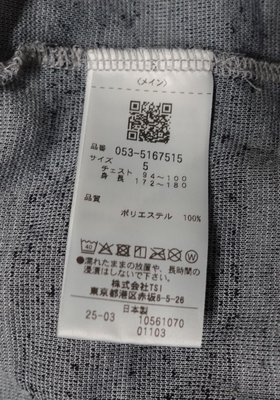 〈メイン〉
品番 053-5167515
サイズ 5
チェスト 94～100
身長 172～180
品質
ポリエステル 100%
40
◉濡れたままの放置や、長時間の
浸漬はしないで下さい。
株式会社TSI
東京都港区赤坂8-5-26
日本製
25-03 10561070
01103